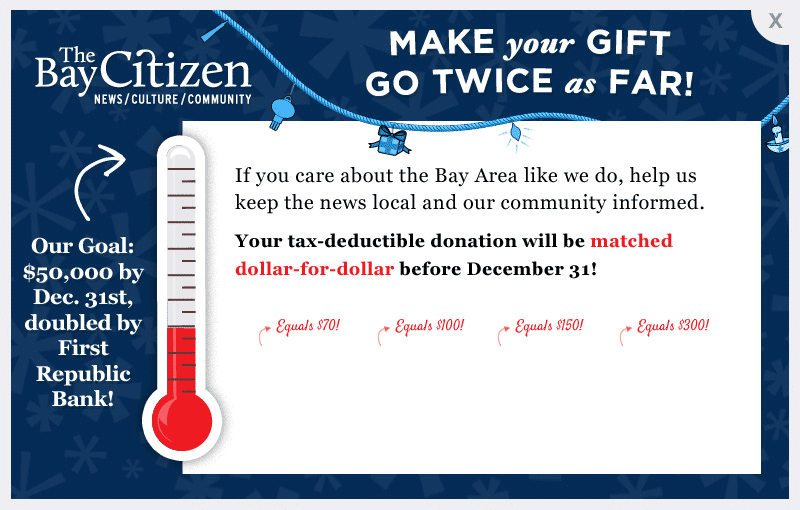 X
The
Bay Citizen
NEWS/CULTURE/COMMUNITY
MAKE your GIFT
GO TWICE as FAR!
If you care about the Bay Area like we do, help us
keep the news local and our community informed.
Your tax-deductible donation will be matched
dollar-for-dollar before December 31!
Our Goal:
$50,000 by
Dec. 31st,
doubled by
First
Republic
Bank!
Equals $70!
Equals $100!
Equals $150!
Equals $300!